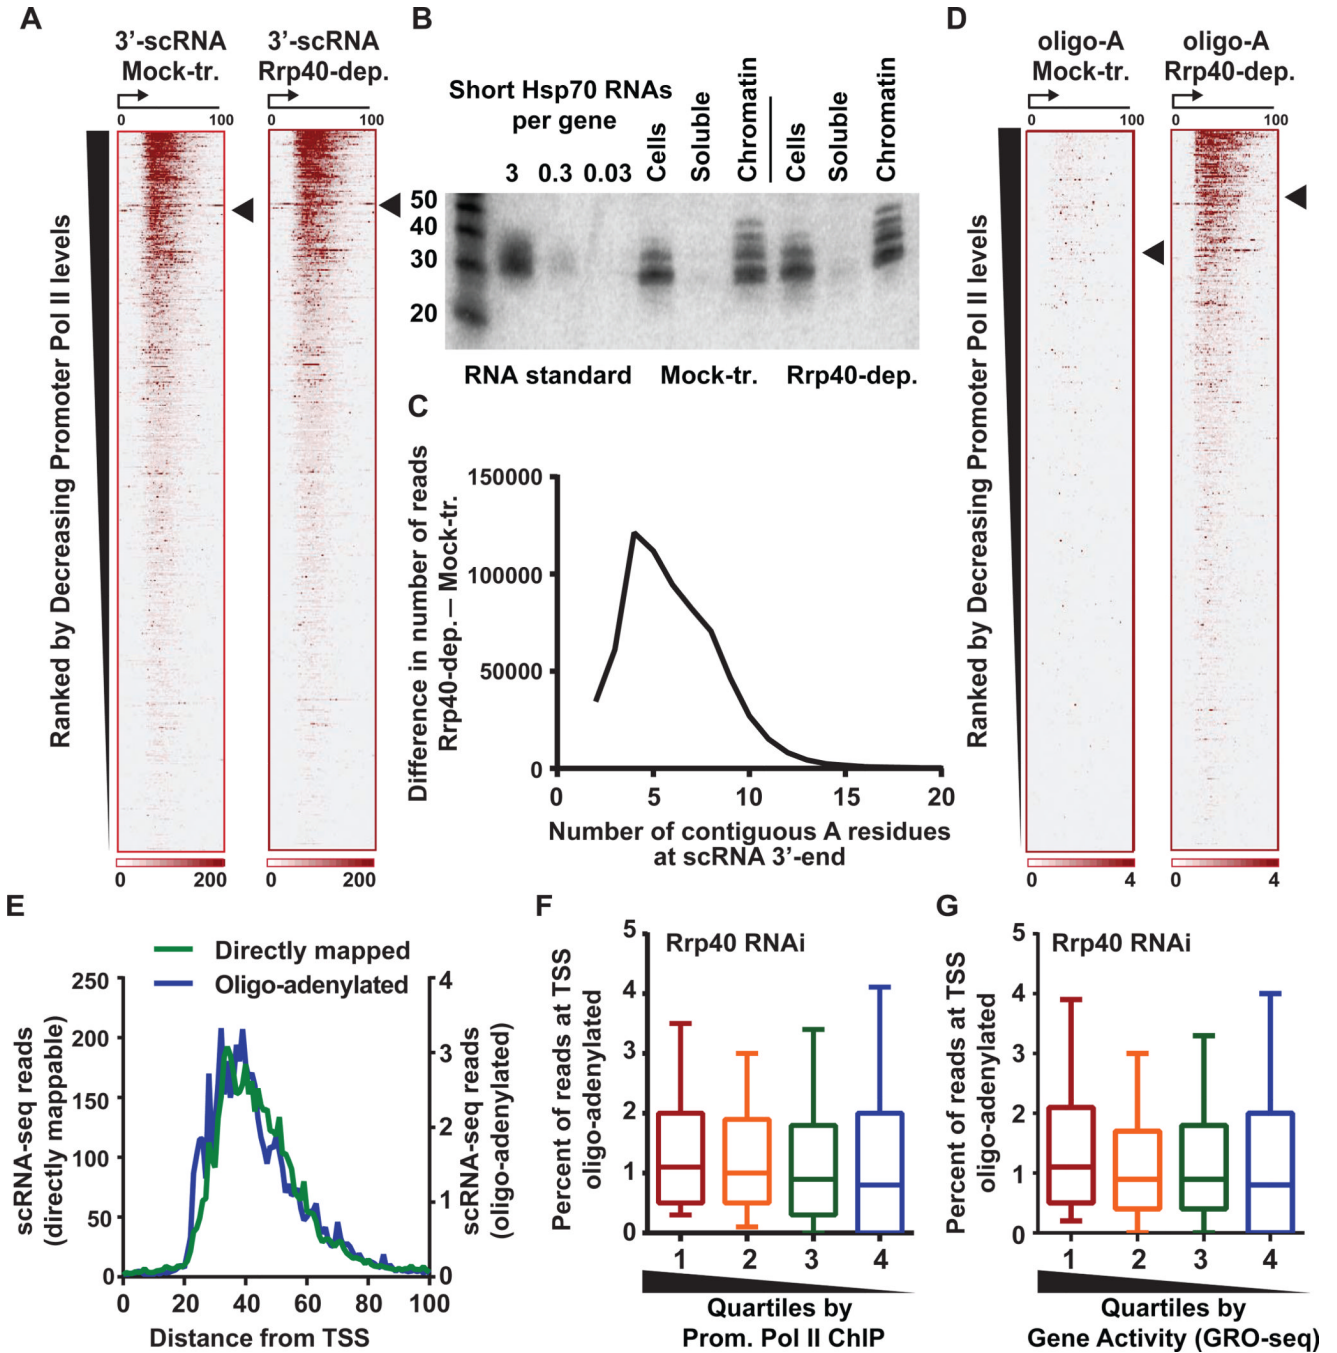 A
3'-scRNA
Mock-tr.
3'-scRNA
Rrp40-dep.
0
100
0
100
Ranked by Decreasing Promoter Pol II levels
0
200
0
200
B
Short Hsp70 RNAs
per gene
3
0.3
0.03
Cells
Soluble
Chromatin
Cells
Soluble
Chromatin
50
40
30
20
RNA standard
Mock-tr.
Rrp40-dep.
C
Difference in number of reads
Rrp40-dep. — Mock-tr.
150000
100000
50000
0
0
5
10
15
20
Number of contiguous A residues
at scRNA 3'-end
D
oligo-A
Mock-tr.
oligo-A
Rrp40-dep.
0
100
0
100
Ranked by Decreasing Promoter Pol II levels
0
4
0
4
E
Directly mapped
Oligo-adenylated
scRNA-seq reads
(directly mappable)
250
200
150
100
50
0
4
3
2
1
0
scRNA-seq reads
(oligo-adenylated)
0
20
40
60
80
100
Distance from TSS
F
Rrp40 RNAi
Percent of reads at TSS
oligo-adenylated
5
4
3
2
1
0
1
2
3
4
Quartiles by
Prom. Pol II ChIP
G
Rrp40 RNAi
Percent of reads at TSS
oligo-adenylated
5
4
3
2
1
0
1
2
3
4
Quartiles by
Gene Activity (GRO-seq)